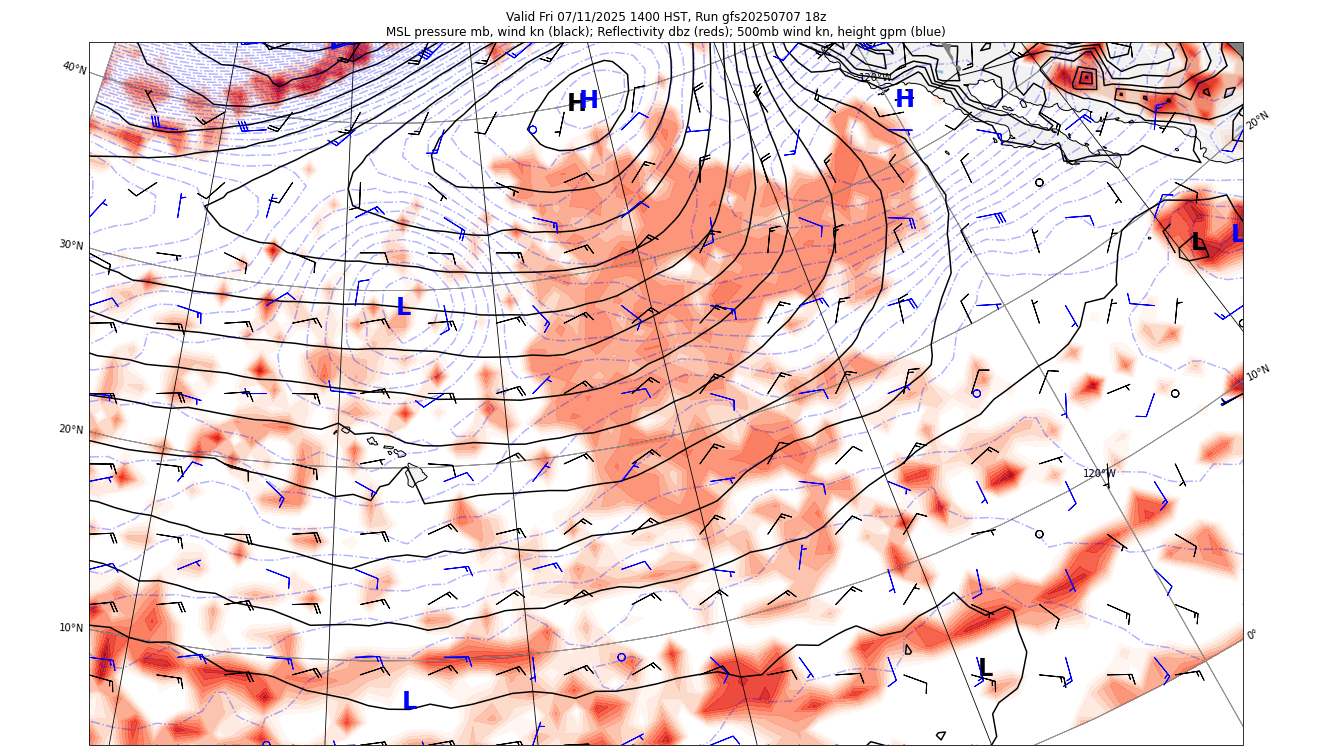 Valid Fri 07/11/2025 1400 HST, Run gfs20250707 18z
MSL pressure mb, wind kn (black); Reflectivity dbz (reds); 500mb wind kn, height gpm (blue)
40°N
120°W
H
H
H
20°N
30°N
L
L
L
10°N
20°N
120°W
10°N
0°
L
L